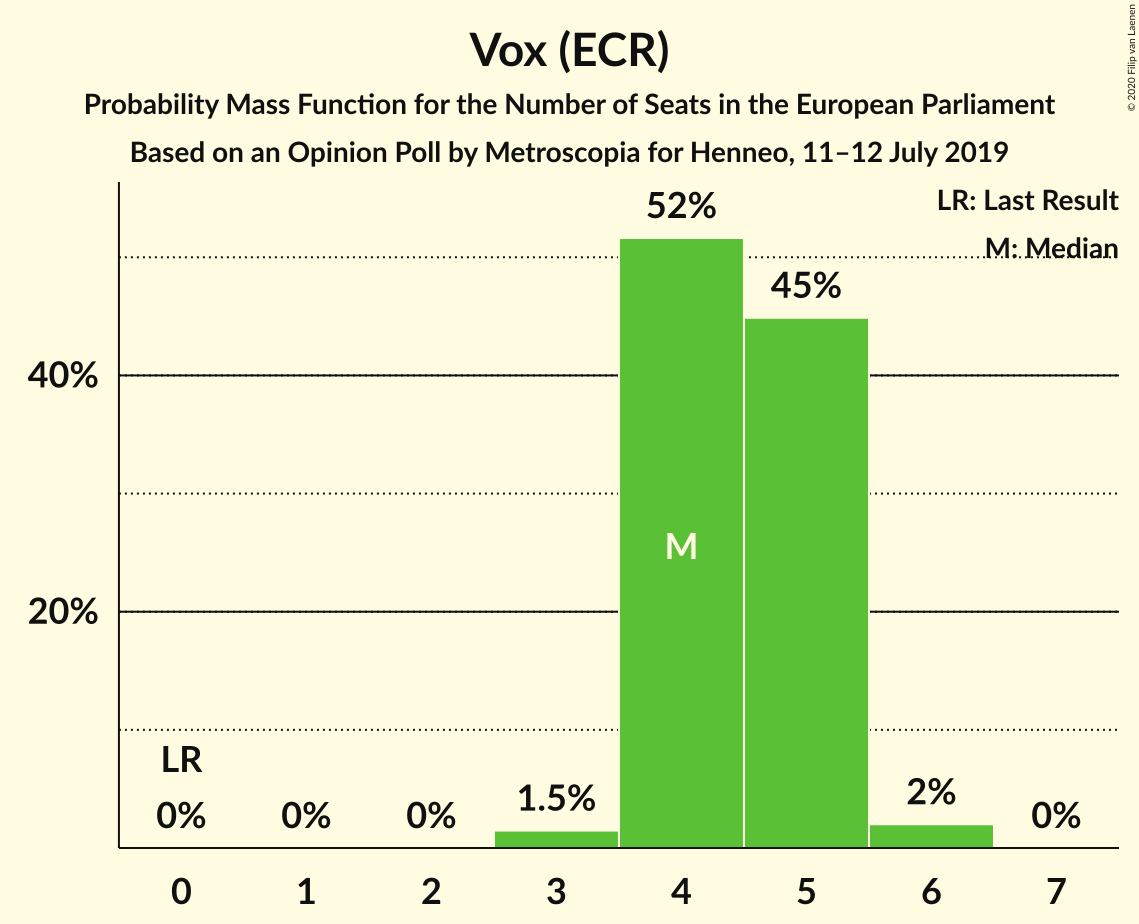 Vox (ECR)
Probability Mass Function for the Number of Seats in the European Parliament
Based on an Opinion Poll by Metroscopia for Henneo, 11–12 July 2019
© 2020 Filip van Laenen
LR: Last Result
M: Median
52%
45%
40%
M
20%
LR
0%
0%
0%
1.5%
2%
0%
0
1
2
3
4
5
6
7